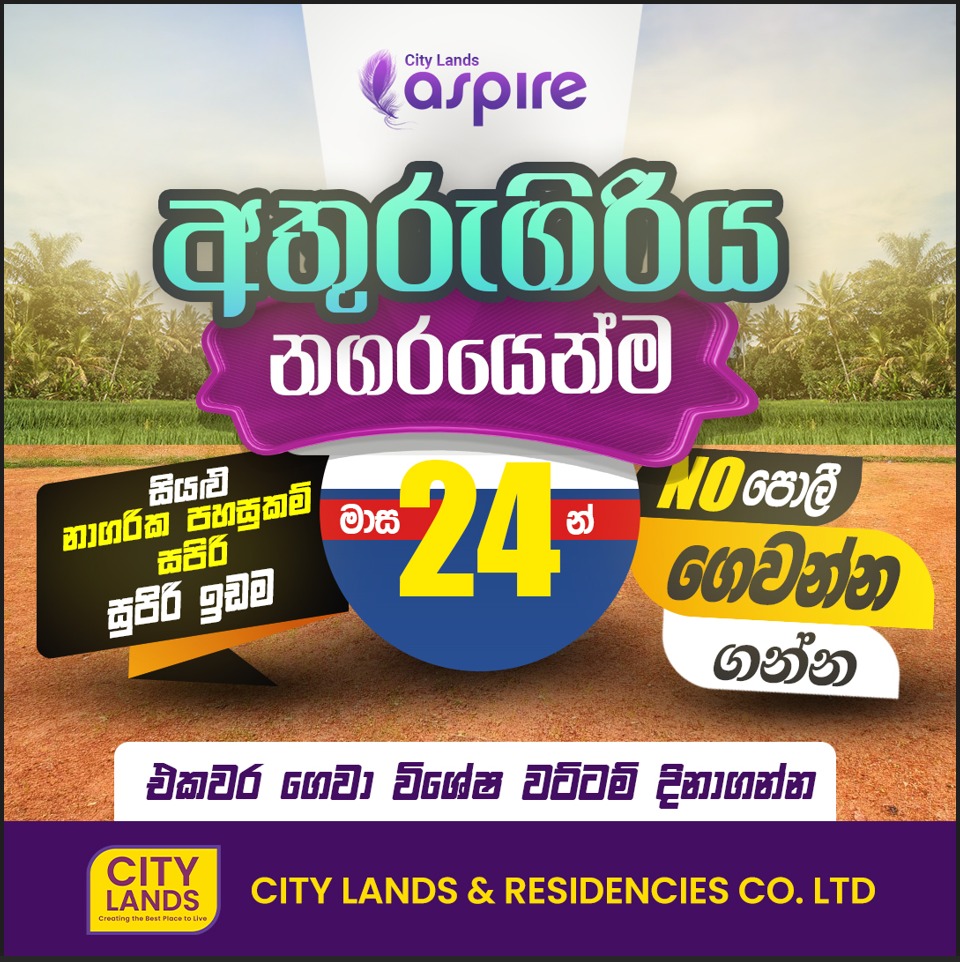 City Lands
aspire
අතුරුගිරිය
නගරයෙන්ම
සියළු
නාගරික පහසුකම්
සපිරි
සුපිරි ඉඩම
මාස 24 න්
NO පොලී
ගෙවන්න
ගන්න
එකවර ගෙවා විශේෂ වට්ටම් දිනාගන්න
CITY
LANDS
Creating the Best Place to Live
CITY LANDS & RESIDENCIES CO. LTD